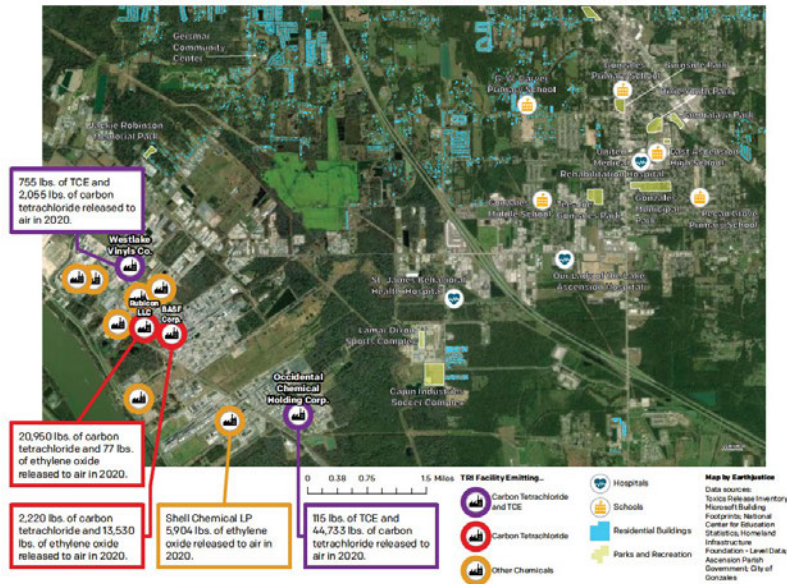 Geismar
Community
Center
G. W. Carver
Primary School
Gonzales
Primary School
Burnside Park
Jambalaya Park
Jackie Robinson
Memorial Park
United
Medical
Rehabilitation Hospital
East Ascension
High School
755 lbs. of TCE and
2,055 lbs. of carbon
tetrachloride released to
air in 2020.
Gonzales
Middle School
Gonzales Park
Gonzales
Municipal
Park
Pecan Grove
Primary School
Westlake
Vinyls Co.
St. James Behavioral
Health Hospital
Our Lady of the Lake
Ascension Hospital
Rubicon
LLC
BASF
Corp.
Lamar Dixon
Sports Complex
Occidental
Chemical
Holding Corp.
Cajun Industries
Soccer Complex
20,950 lbs. of carbon
tetrachloride and 77 lbs.
of ethylene oxide
released to air in 2020.
2,220 lbs. of carbon
tetrachloride and 13,530
lbs. of ethylene oxide
released to air in 2020.
Shell Chemical LP
5,904 lbs. of ethylene
oxide released to air in
2020.
115 lbs. of TCE and
44,733 lbs. of carbon
tetrachloride released to
air in 2020.
0 0.38 0.75 1.5 Miles
TRI Facility Emitting...
Carbon Tetrachloride
and TCE
Carbon Tetrachloride
Other Chemicals
Hospitals
Schools
Residential Buildings
Parks and Recreation
Map by Earthjustice
Data sources:
Toxics Release Inventory,
Microsoft Building
Footprints; National
Center for Education
Statistics, Homeland
Infrastructure
Foundation - Level Data;
Ascension Parish
Government; City of
Gonzales